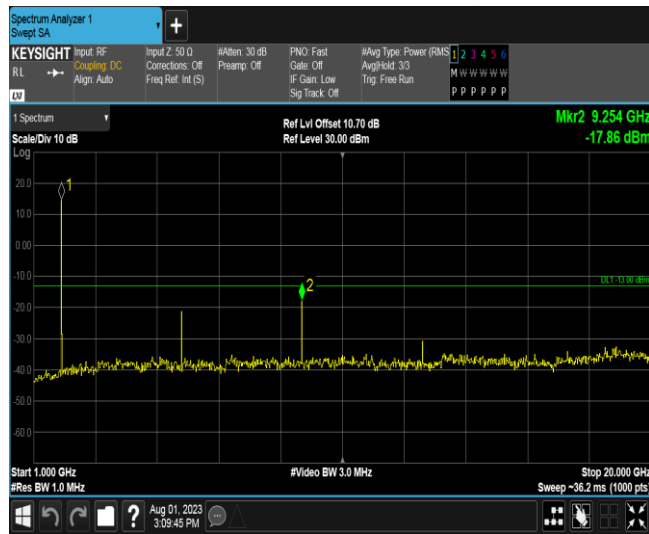 Spectrum Analyzer 1
Swept SA
+
KEYSIGHT
RL
LXI
Input: RF
Coupling: DC
Align: Auto
Input Z: 50 Ω
Corrections: Off
Freq Ref: Int (S)
#Atten: 30 dB
Preamp: Off
PNO: Fast
Gate: Off
IF Gain: Low
Sig Track: Off
#Avg Type: Power (RMS
Avg|Hold: 3/3
Trig: Free Run
1 2 3 4 5 6
M W W W W W
P P P P P P
1 Spectrum
Scale/Div 10 dB
Log
Ref Lvl Offset 10.70 dB
Ref Level 30.00 dBm
Mkr2 9.254 GHz
-17.86 dBm
20.0
10.0
0.00
-10.0
-20.0
-30.0
-40.0
-50.0
-60.0
1
2
DL1 -13.00 dBm
Start 1.000 GHz
#Video BW 3.0 MHz
Stop 20.000 GHz
#Res BW 1.0 MHz
Sweep ~36.2 ms (1000 pts)
?
Aug 01, 2023
3:09:45 PM